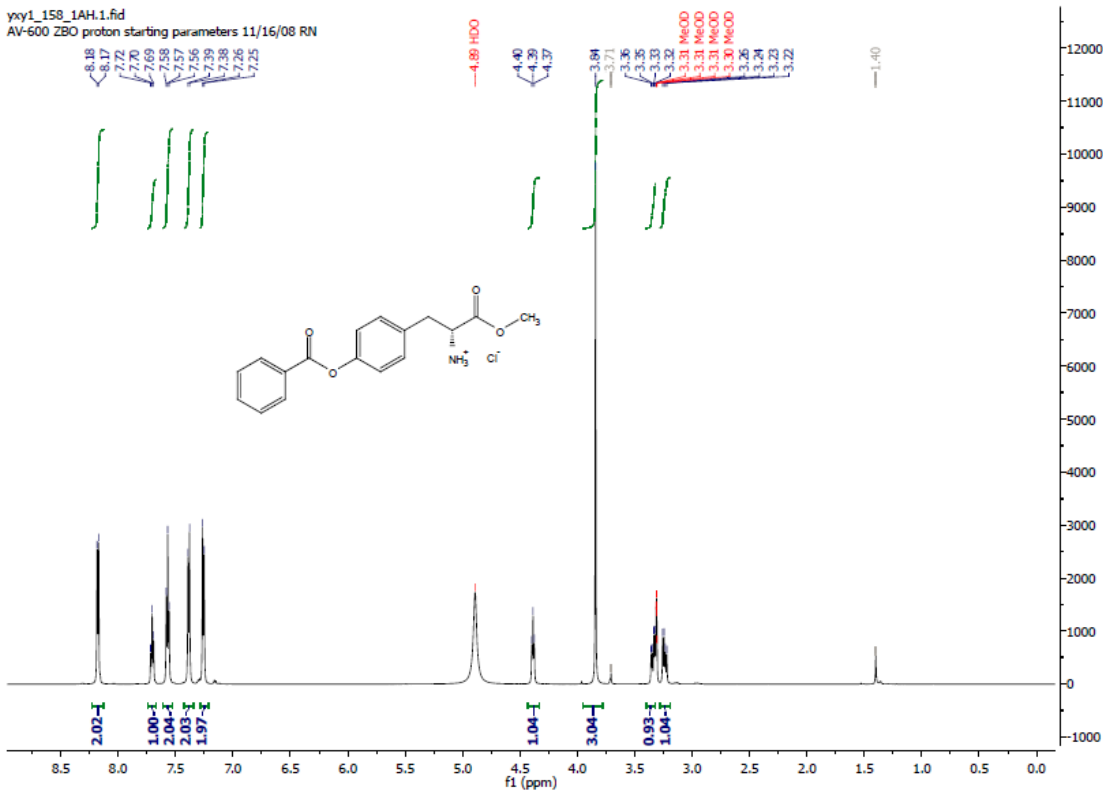 yxy1_158_1AH.1.fid
AV-600 ZBO proton starting parameters 11/16/08 RN
8.18
8.17
7.72
7.70
7.69
7.58
7.57
7.56
7.39
7.38
7.26
7.25
4.89 HDO
4.40
4.39
4.37
3.84
3.71
3.36
3.35
3.33
3.32
3.31 MeOD
3.31 MeOD
3.31 MeOD
3.31 MeOD
3.30 MeOD
3.26
3.24
3.23
3.22
1.40
12000
11000
10000
9000
8000
7000
6000
5000
4000
3000
2000
1000
0
-1000
O
O
O
O
CH3
NH3+
Cl-
2.02
1.00
2.04
2.03
1.97
1.04
3.04
0.93
1.04
8.5 8.0 7.5 7.0 6.5 6.0 5.5 5.0 4.5 4.0 3.5 3.0 2.5 2.0 1.5 1.0 0.5 0.0
f1 (ppm)